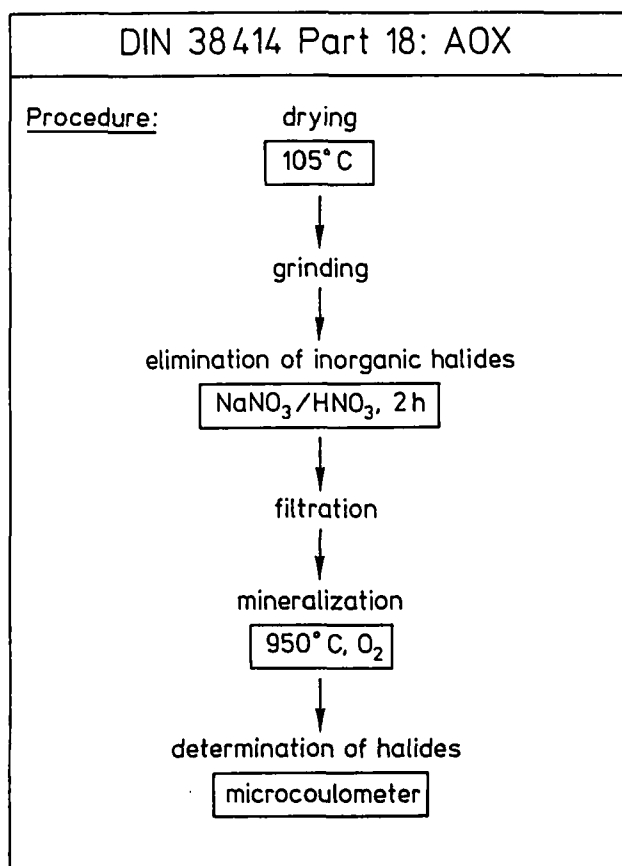 DIN 38414 Part 18: AOX
Procedure: drying
105°C
grinding
elimination of inorganic halides
NaNO₃/HNO₃, 2h
filtration
mineralization
950°C, O₂
determination of halides
microcoulometer